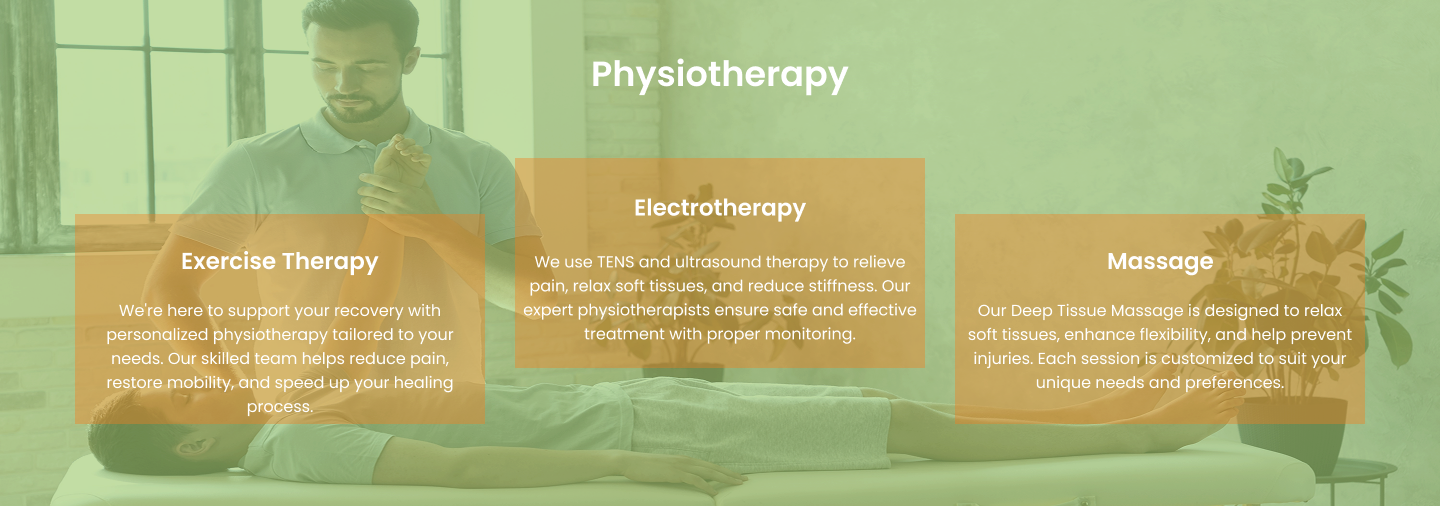 Physiotherapy
Exercise Therapy
We're here to support your recovery with
personalized physiotherapy tailored to your
needs. Our skilled team helps reduce pain,
restore mobility, and speed up your healing
process.
Electrotherapy
We use TENS and ultrasound therapy to relieve
pain, relax soft tissues, and reduce stiffness. Our
expert physiotherapists ensure safe and effective
treatment with proper monitoring.
Massage
Our Deep Tissue Massage is designed to relax
soft tissues, enhance flexibility, and help prevent
injuries. Each session is customized to suit your
unique needs and preferences.